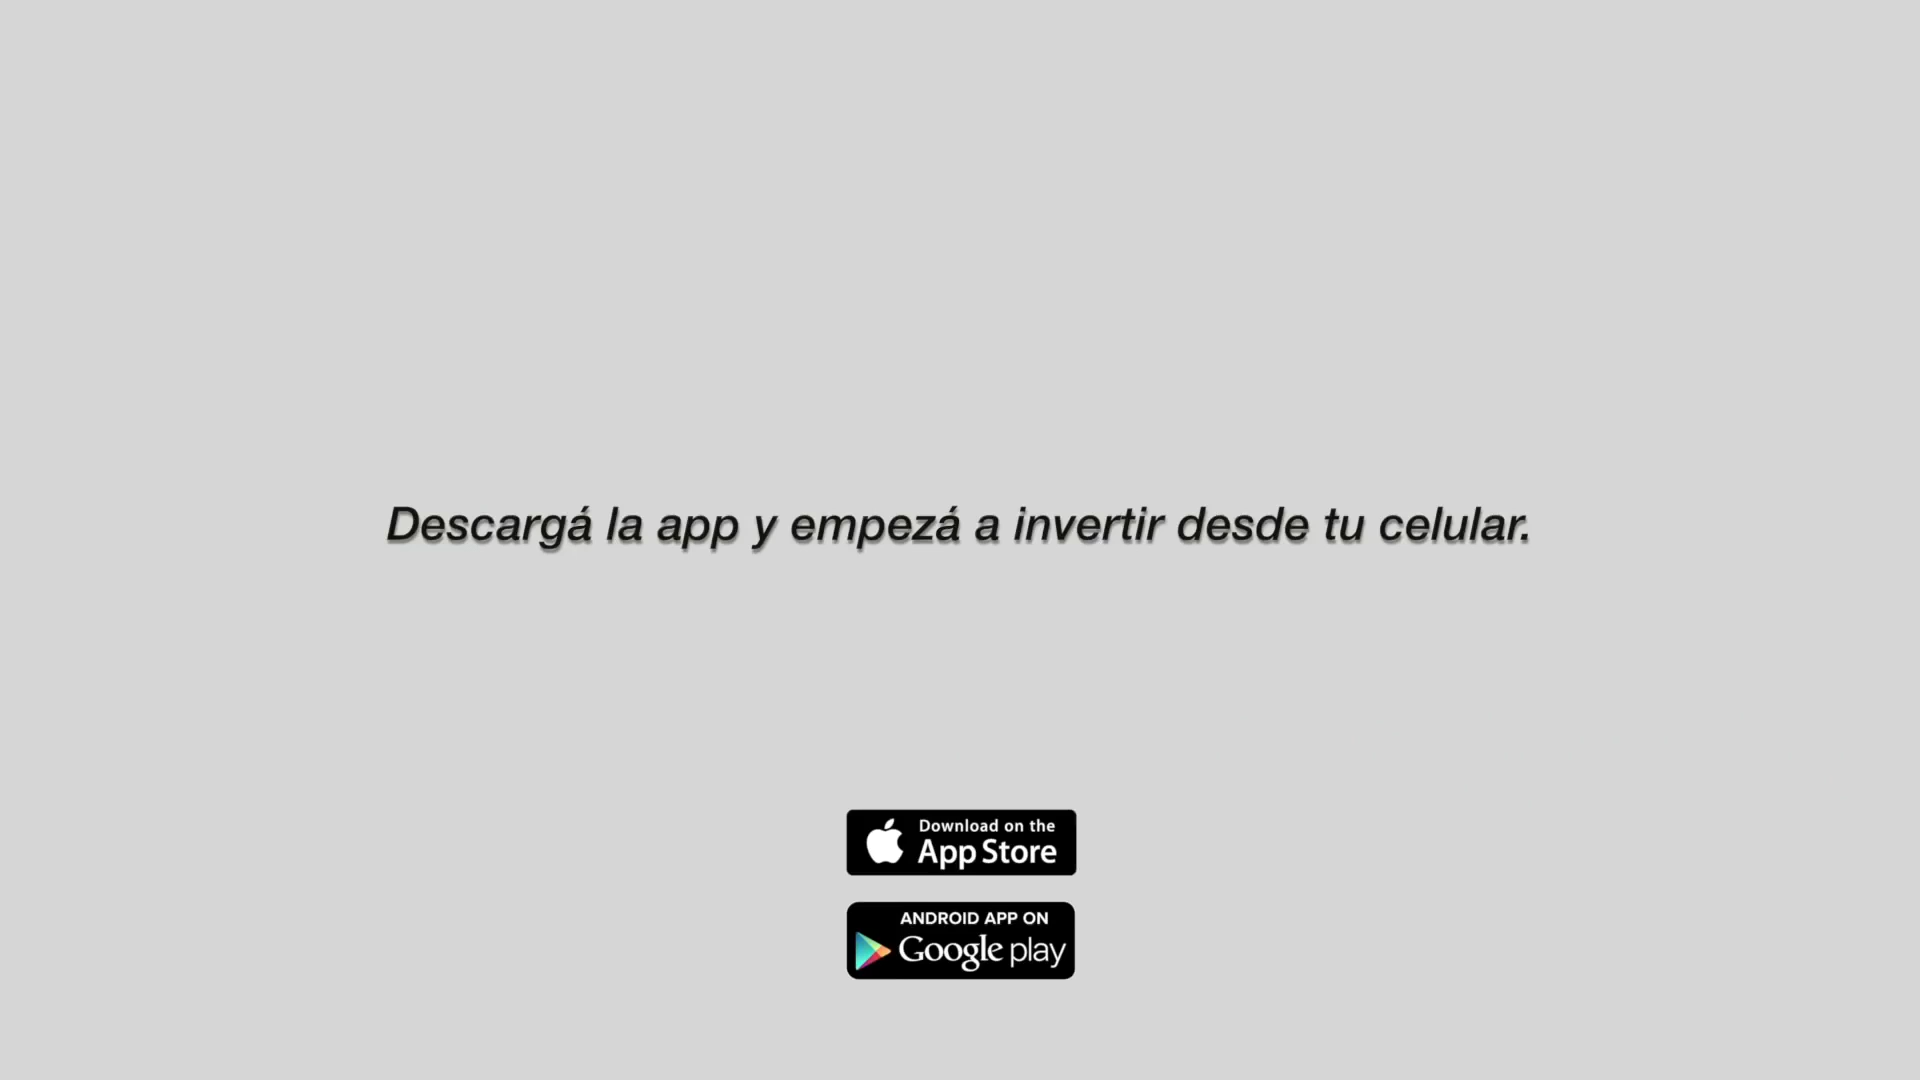 Descargá la app y empezá a invertir desde tu celular.
Download on the
App Store
ANDROID APP ON
Google play